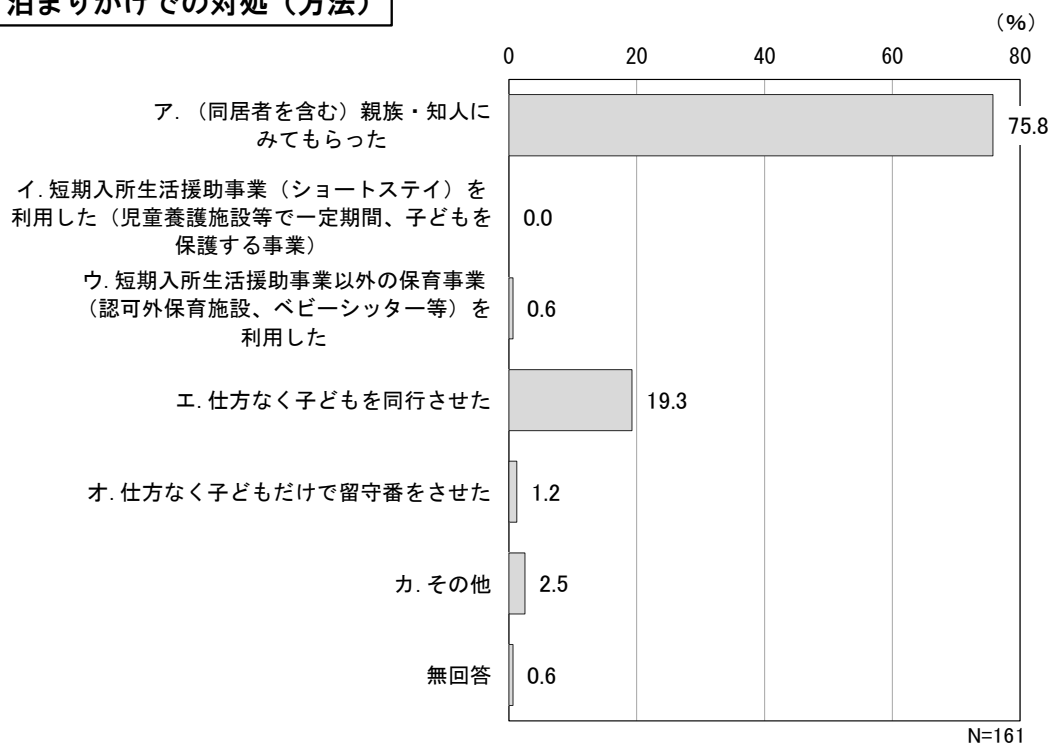 泊まりかけでの対処（方法）
（%）
0 20 40 60 80
ア. （同居者を含む）親族・知人に
みてもらった
75.8
イ. 短期入所生活援助事業（ショートステイ）を
利用した（児童養護施設等で一定期間、子どもを
保護する事業）
0.0
ウ. 短期入所生活援助事業以外の保育事業
（認可外保育施設、ベビーシッター等）を
利用した
0.6
エ. 仕方なく子どもを同行させた
19.3
オ. 仕方なく子どもだけで留守番をさせた
1.2
カ. その他
2.5
無回答
0.6
N=161